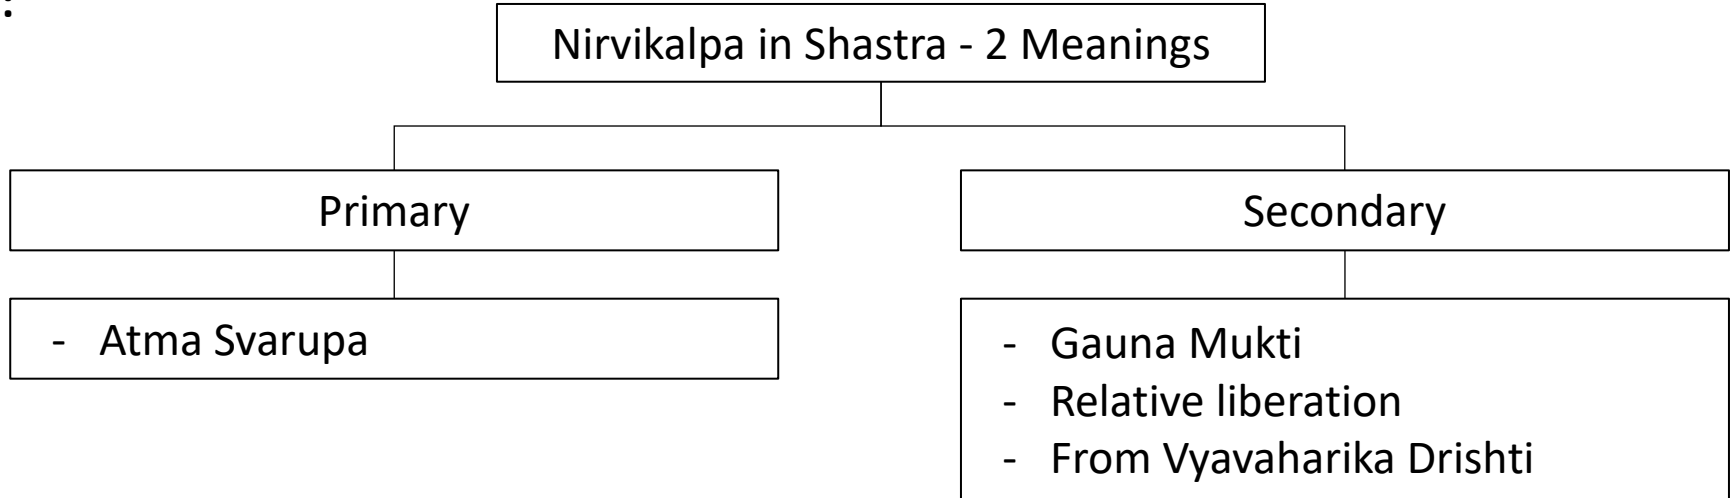 :
Nirvikalpa in Shastra - 2 Meanings
Primary
Secondary
- Atma Svarupa
- Gauna Mukti
- Relative liberation
- From Vyavaharika Drishti